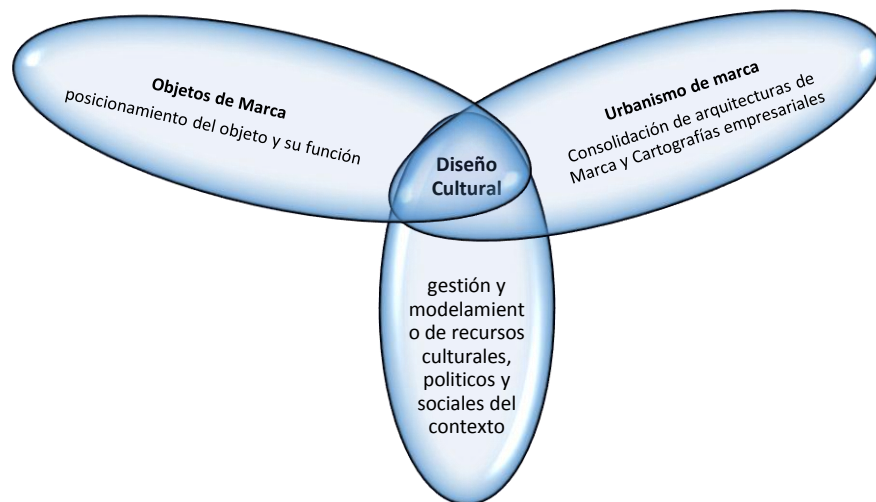 Objetos de Marca
posicionamiento del objeto y su función
Urbanismo de marca
Consolidación de arquitecturas de
Marca y Cartografías empresariales
Diseño
Cultural
gestión y
modelamient
o de recursos
culturales,
politicos y
sociales del
contexto